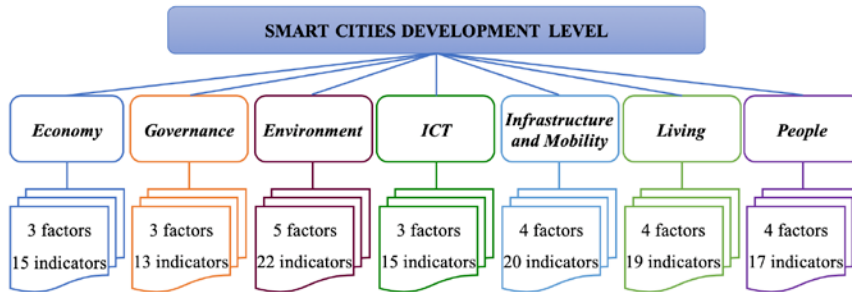 SMART CITIES DEVELOPMENT LEVEL
Economy
Governance
Environment
ICT
Infrastructure
and Mobility
Living
People
3 factors
15 indicators
3 factors
13 indicators
5 factors
22 indicators
3 factors
15 indicators
4 factors
20 indicators
4 factors
19 indicators
4 factors
17 indicators